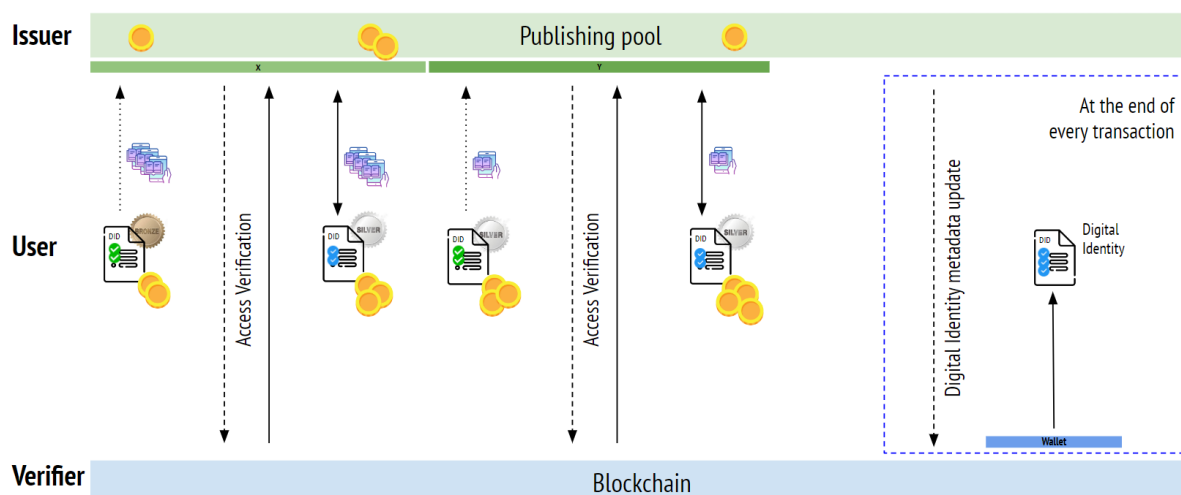 Issuer
Publishing pool
X
Y
At the end of
every transaction
Access Verification
Access Verification
Digital Identity metadata update
BRONZE
SILVER
SILVER
SILVER
User
DID
DID
DID
DID
DID
Digital
Identity
Wallet
Verifier
Blockchain